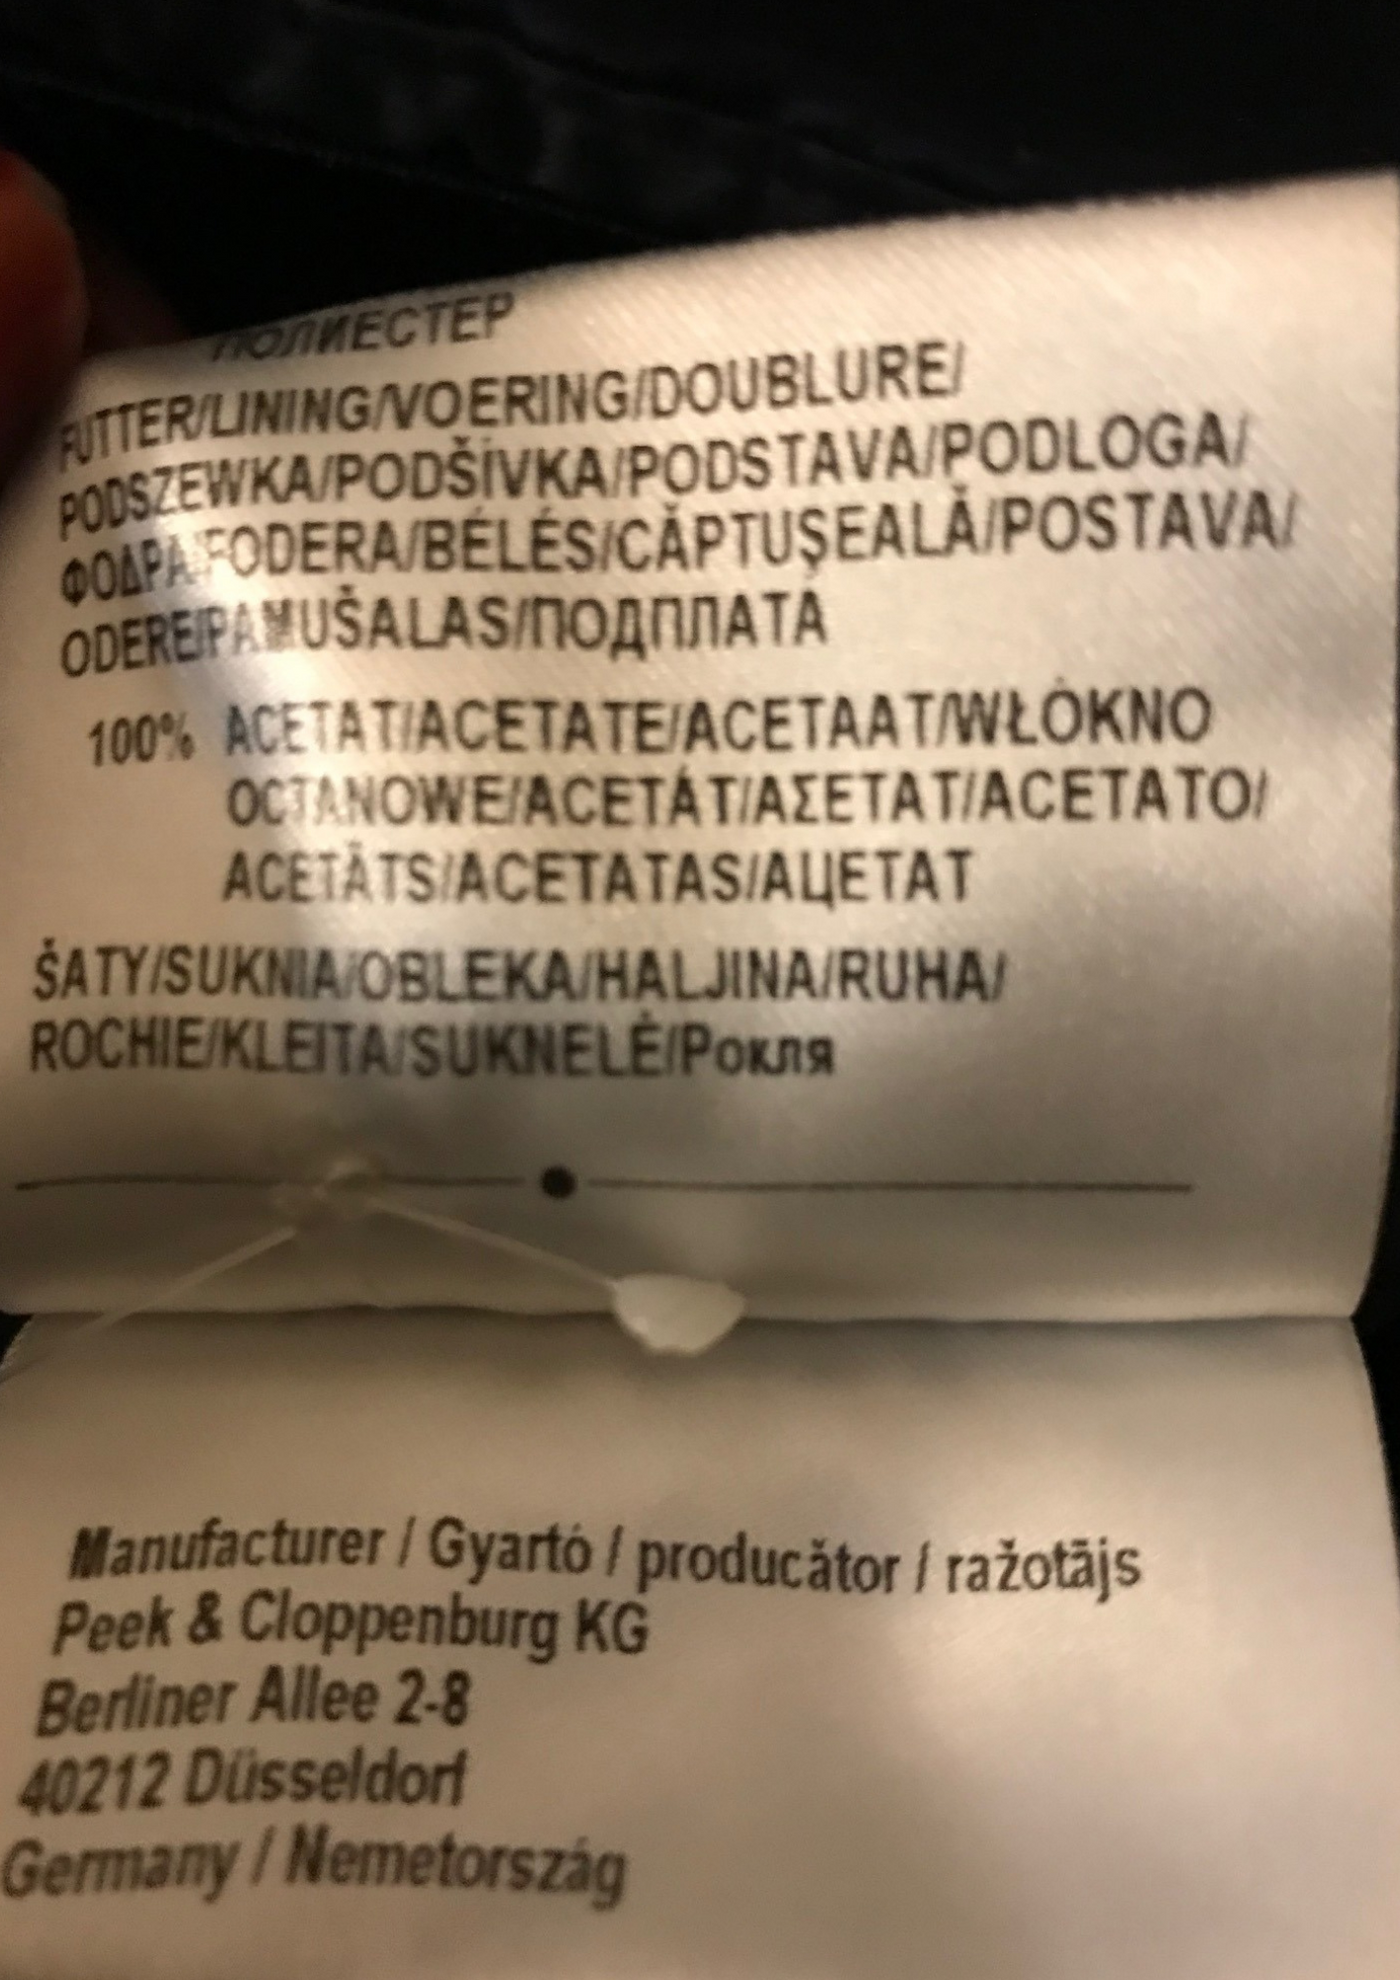 ПОЛИЕСТЕР
FUTTER/LINING/VOERING/DOUBLURE/
PODSZEWKA/PODŠÍVKA/PODSTAVA/PODLOGA/
ΦΟΔΡΑ/FODERA/BÉLÉS/CĂPTUŞEALĂ/POSTAVA/
ODERE/PAMUŠALAS/ПОДПЛАТА
100% ACETAT/ACETATE/ACETAAT/WŁÓKNO
OCTANOWE/ACETÁT/ΑΣΕΤΑΤ/ACETATO/
ACETĀTS/ACETATAS/АЦЕТАТ
ŠATY/SUKNIA/OBLEKA/HALJINA/RUHA/
ROCHIE/KLEITA/SUKNELĖ/Рокля
Manufacturer / Gyartó / producător / ražotājs
Peek & Cloppenburg KG
Berliner Allee 2-8
40212 Düsseldorf
Germany / Nemetország